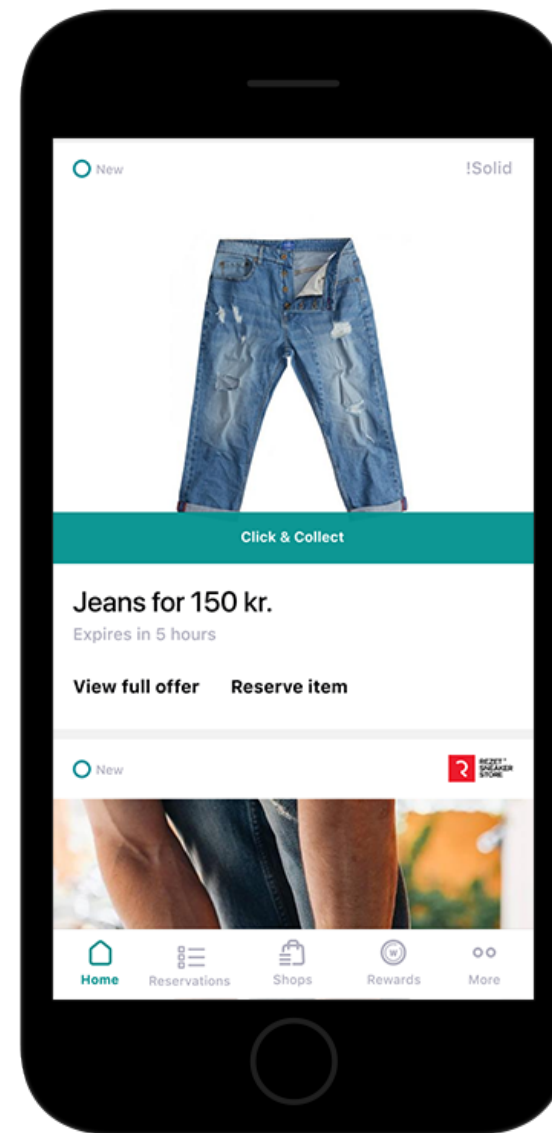 New
!Solid
Click & Collect
Jeans for 150 kr.
Expires in 5 hours
View full offer Reserve item
New
REZET
SNEAKER
STORE
W
Home Reservations Shops Rewards More